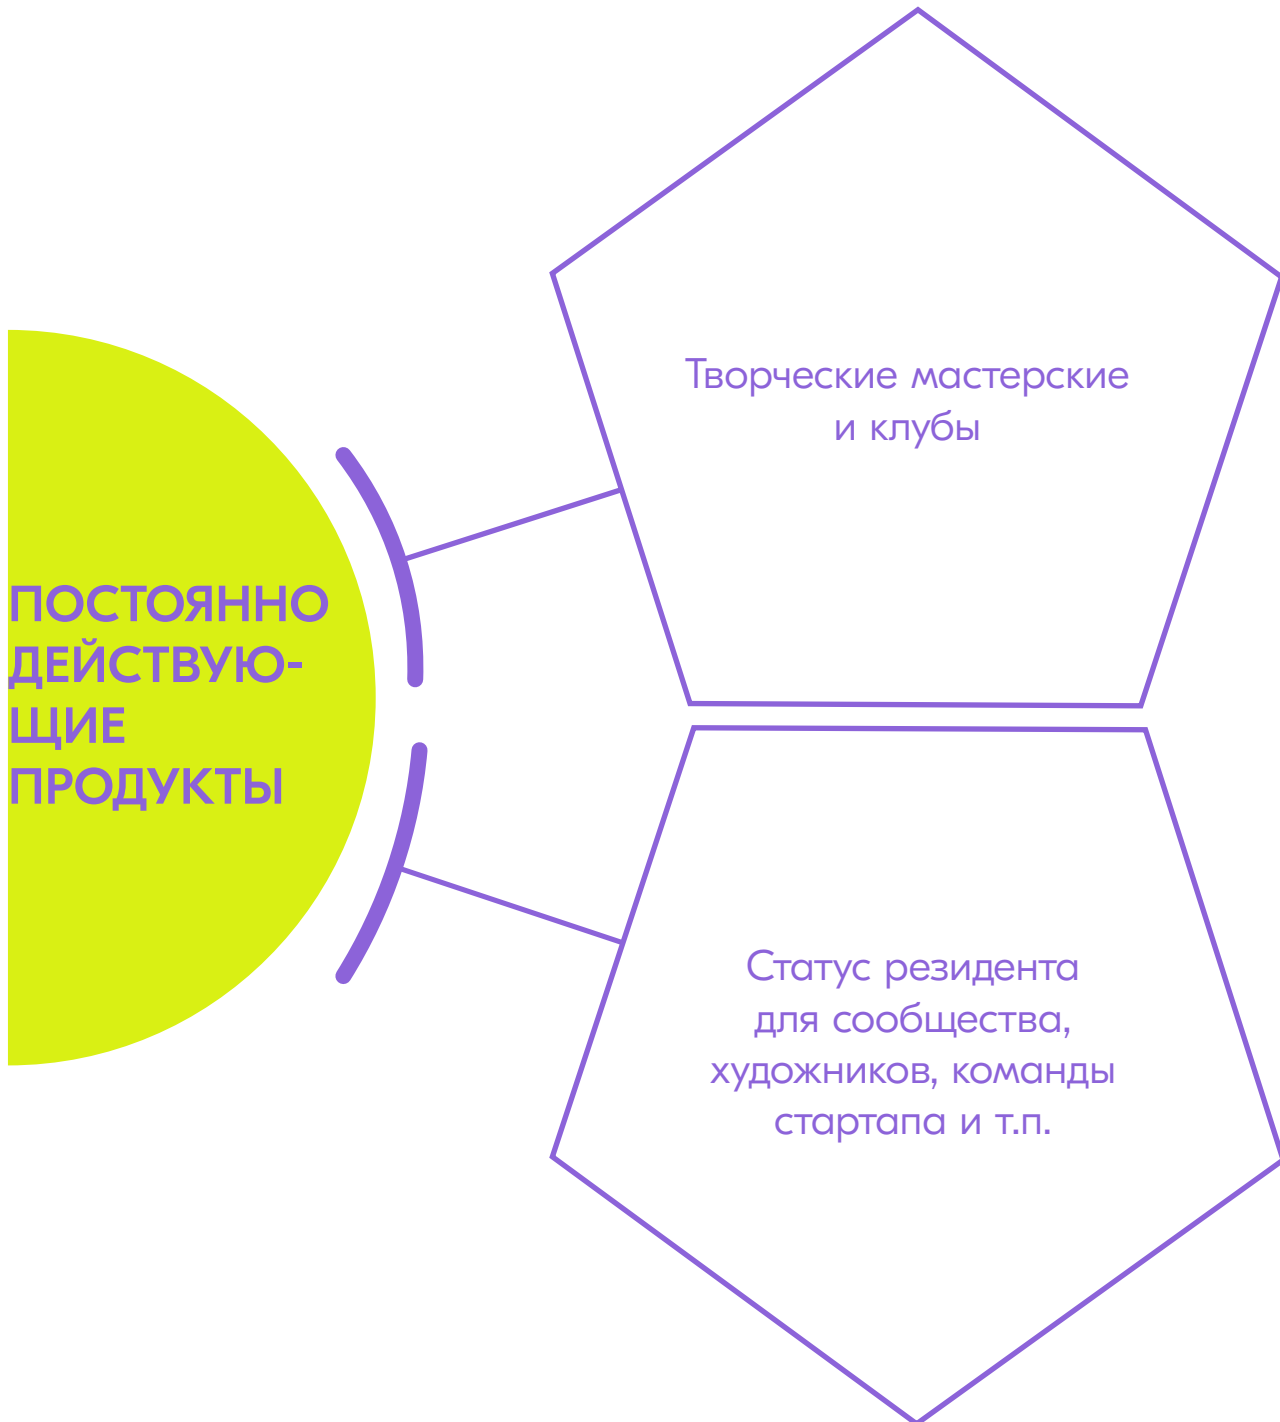 ПОСТОЯННО
ДЕЙСТВУЮ-
ЩИЕ
ПРОДУКТЫ
Творческие мастерские
и клубы
Статус резидента
для сообщества,
художников, команды
стартапа и т.п.